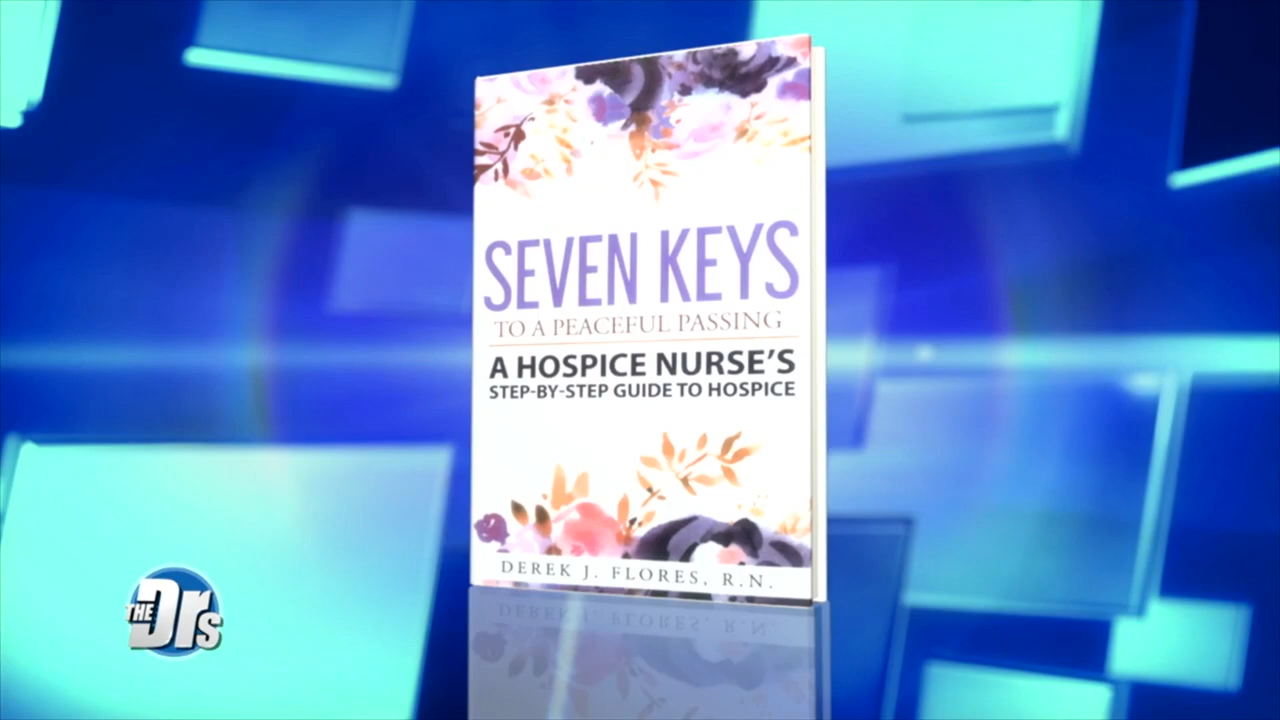 SEVEN KEYS
TO A PEACEFUL PASSING
A HOSPICE NURSE'S
STEP-BY-STEP GUIDE TO HOSPICE
DEREK J. FLORES, R.N.
THE
Drs